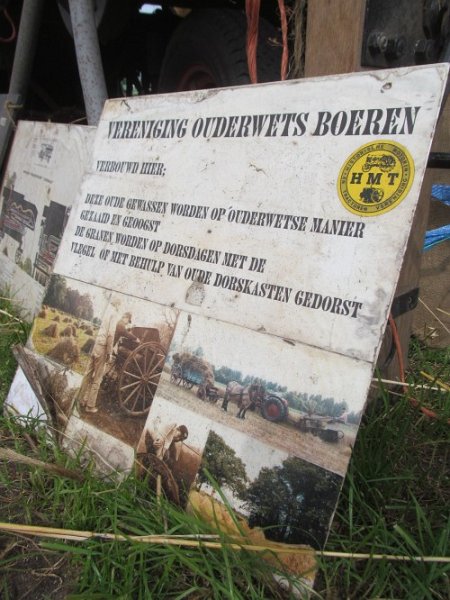 VERENIGING OUDERWETS BOEREN
VERBOUWD HIER;
DEZE OUDE GEWASSEN WORDEN OP OUDERWETSE MANIER
GEZAAID EN GEOOGST
DE GRANEN WORDEN OP DORSDAGEN MET DE
VLEGEL OF MET BEHULP VAN OUDE DORSKASTEN GEDORST
HMT